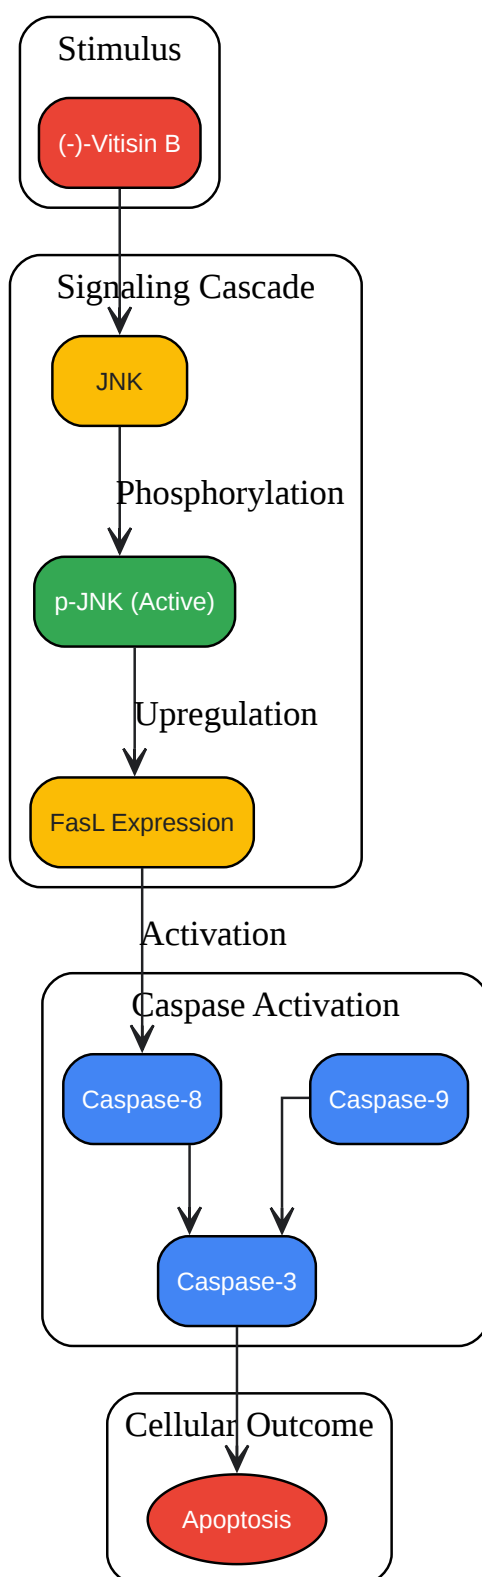 Stimulus
(-)-Vitisin B
Signaling Cascade
JNK
Phosphorylation
p-JNK (Active)
Upregulation
FasL Expression
Activation
Caspase Activation
Caspase-8
Caspase-9
Caspase-3
Cellular Outcome
Apoptosis